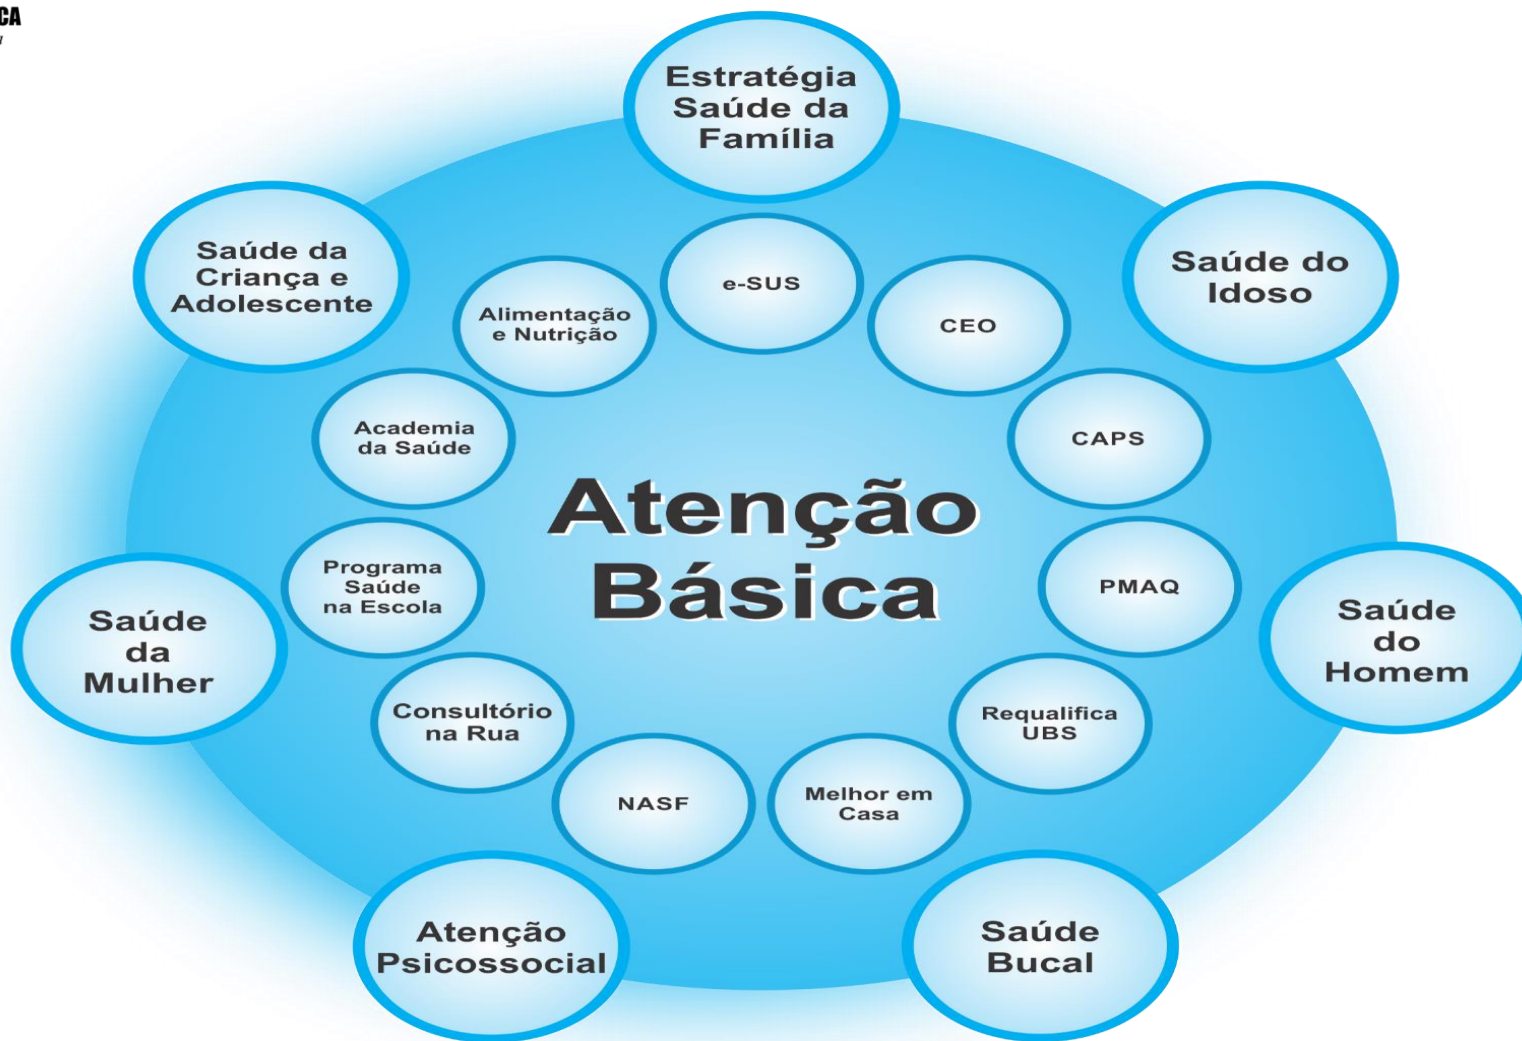 CA
Estratégia
Saúde da
Família
Saúde da
Criança e
Adolescente
Saúde do
Idoso
e-SUS
Alimentação
e Nutrição
CEO
Academia
da Saúde
CAPS
Atenção
Básica
Programa
Saúde
na Escola
PMAQ
Saúde
da
Mulher
Saúde
do
Homem
Consultório
na Rua
Requalifica
UBS
NASF
Melhor em
Casa
Atenção
Psicossocial
Saúde
Bucal